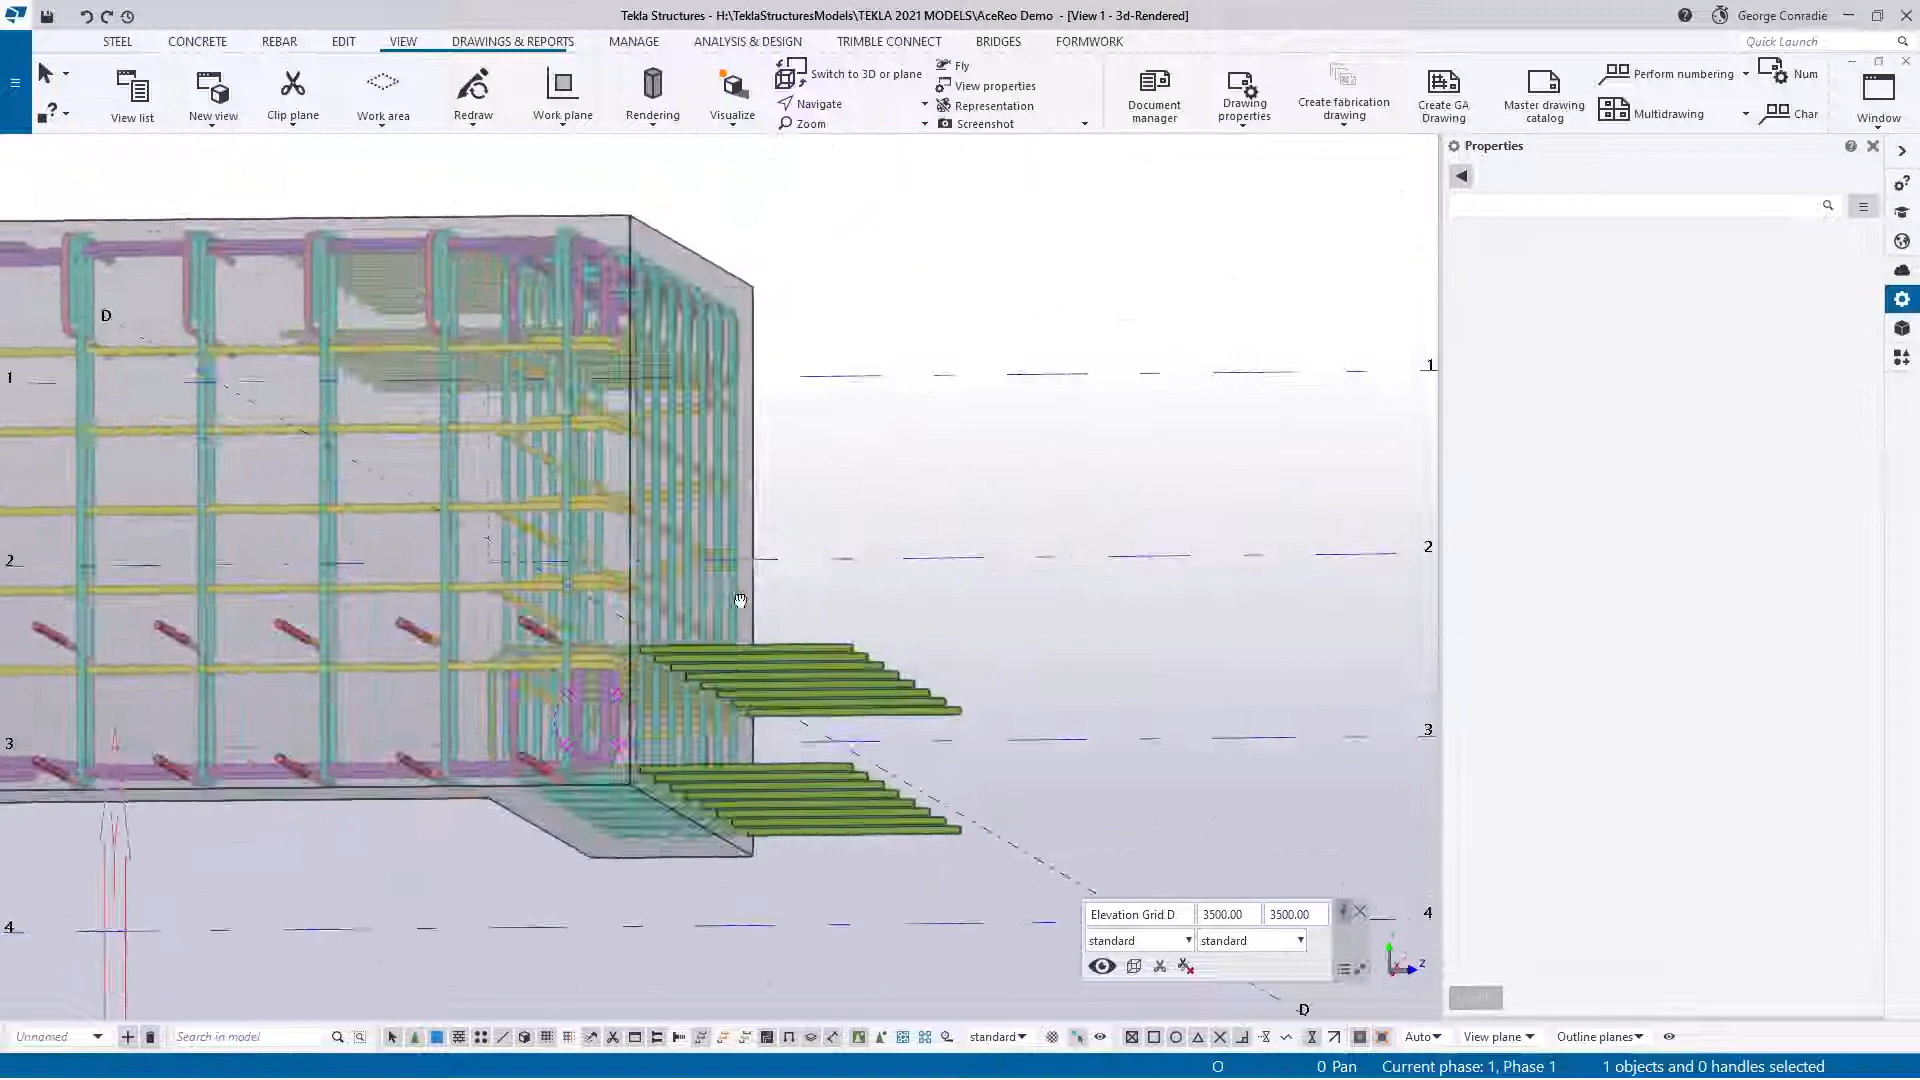 Tekla Structures - H:\TeklaStructuresModels\TEKLA 2021 MODELS\AceReo Demo - [View 1 - 3d-Rendered]
George Conradie
STEEL CONCRETE REBAR EDIT VIEW DRAWINGS & REPORTS MANAGE ANALYSIS & DESIGN TRIMBLE CONNECT BRIDGES FORMWORK
Quick Launch
View list
New view
Clip plane
Work area
Redraw
Work plane
Rendering
Visualize
Switch to 3D or plane
Navigate
Zoom
Fly
View properties
Representation
Screenshot
Document manager
Drawing properties
Create fabrication drawing
Create GA Drawing
Master drawing catalog
Perform numbering
Multidrawing
Num
Char
Window
Properties
D
1
1
2
2
3
3
4
4
Elevation Grid D 3500.00 3500.00
standard standard
z
D
Unnamed
Search in model
standard
Auto
View plane
Outline planes
O
0 Pan
Current phase: 1, Phase 1
1 objects and 0 handles selected